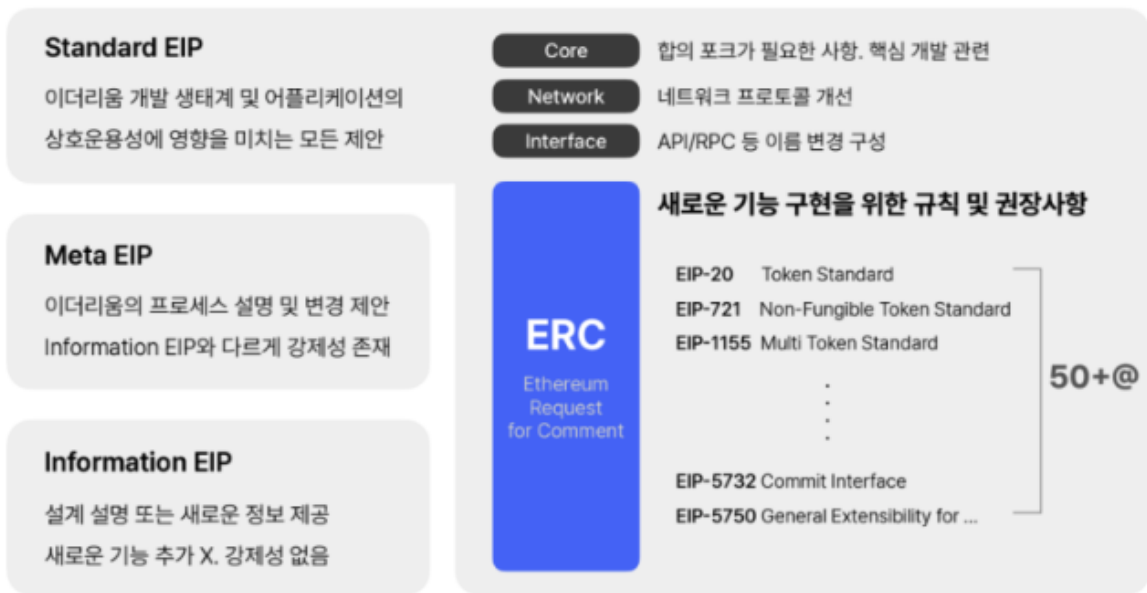 Standard EIP
이더리움 개발 생태계 및 어플리케이션의
상호운용성에 영향을 미치는 모든 제안
Core 합의 포크가 필요한 사항. 핵심 개발 관련
Network 네트워크 프로토콜 개선
Interface API/RPC 등 이름 변경 구성
Meta EIP
이더리움의 프로세스 설명 및 변경 제안
Information EIP와 다르게 강제성 존재
Information EIP
설계 설명 또는 새로운 정보 제공
새로운 기능 추가 X. 강제성 없음
ERC
Ethereum
Request
for Comment
새로운 기능 구현을 위한 규칙 및 권장사항
EIP-20 Token Standard
EIP-721 Non-Fungible Token Standard
EIP-1155 Multi Token Standard
EIP-5732 Commit Interface
EIP-5750 General Extensibility for ...
50+@